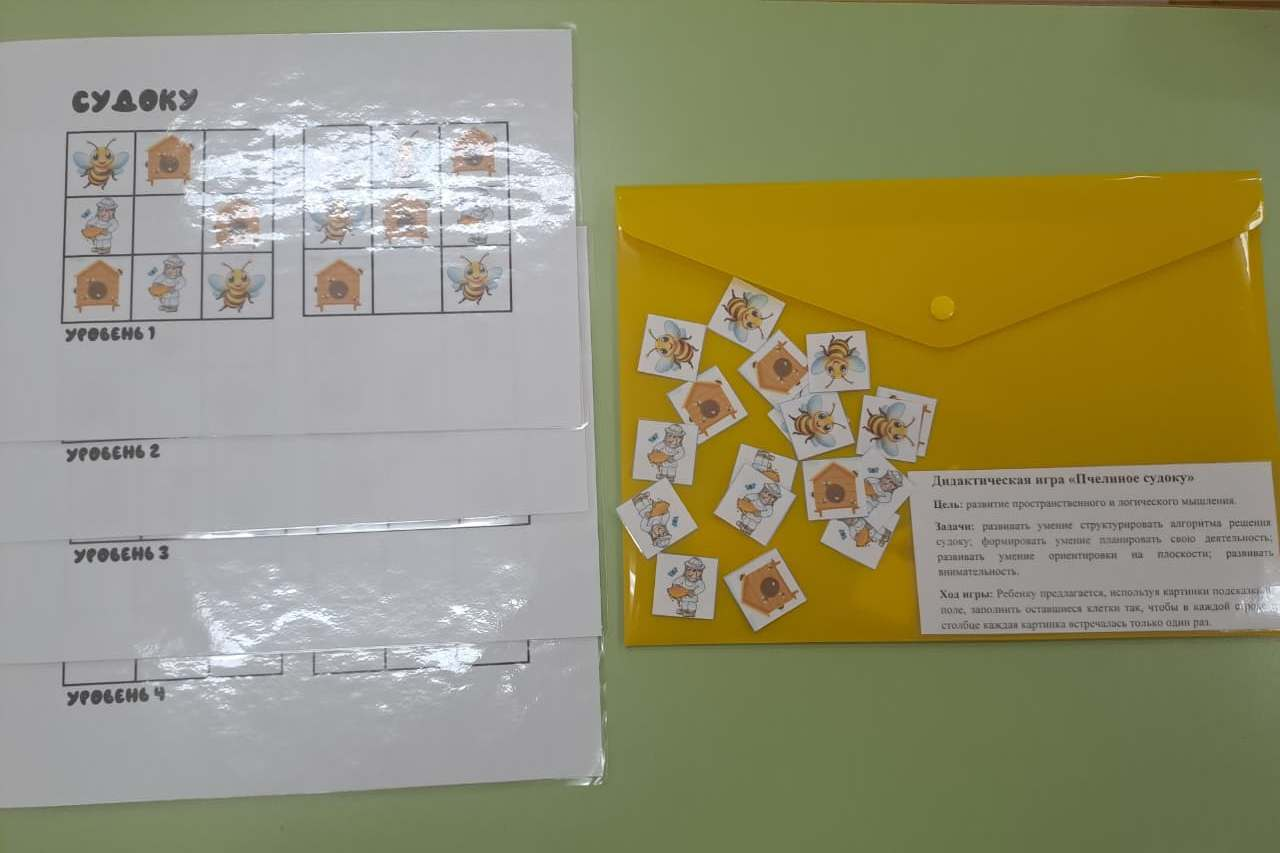 СУДОКУ
УРОВЕНЬ 1
УРОВЕНЬ 2
УРОВЕНЬ 3
УРОВЕНЬ 4
Дидактическая игра «Пчелиное судоку»
Цель: развитие пространственного и логического мышления.
Задачи: развивать умение структурировать алгоритма решения
судоку; формировать умение планировать свою деятельность;
развивать умение ориентировки на плоскости; развивать
внимательность.
Ход игры: Ребенку предлагается, используя картинки подсказки
поле, заполнить оставшиеся клетки так, чтобы в каждой строке,
столбце каждая картинка встречалась только один раз.